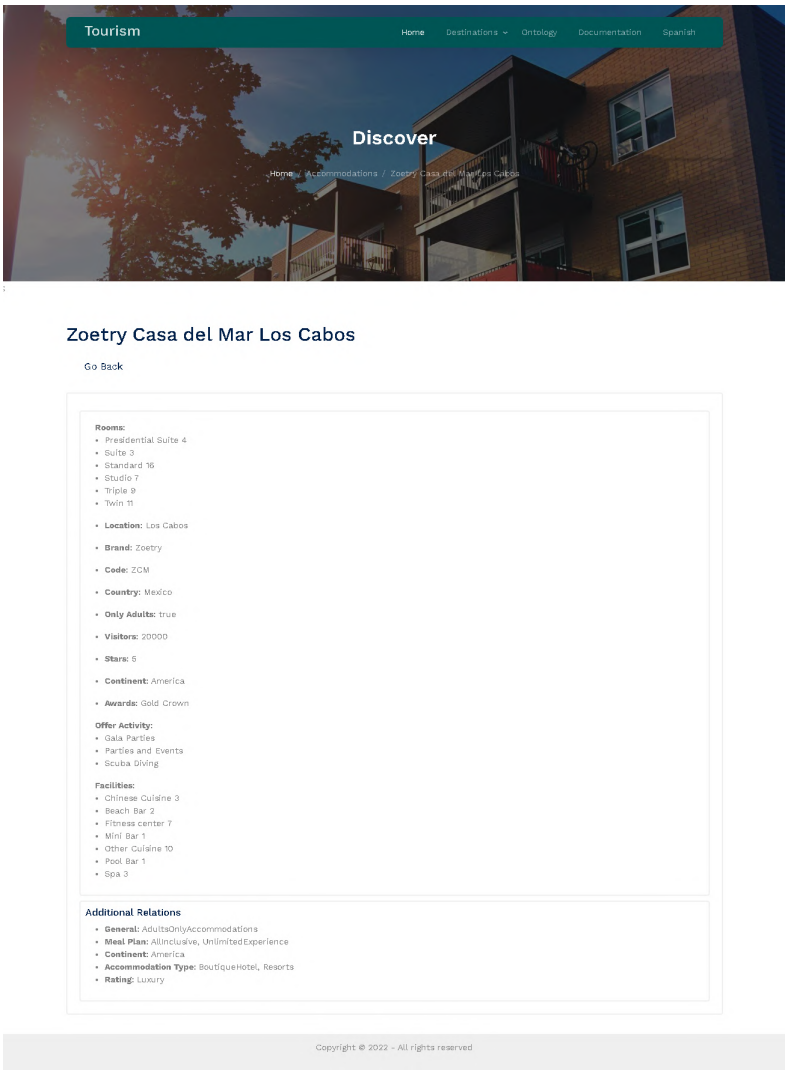 Tourism
Home Destinations Ontology Documentation Spanish
Discover
Home / Accommodations / Zoetry Casa del Mar Los Cabos
;
Zoetry Casa del Mar Los Cabos
Go Back
Rooms:
• Presidential Suite 4
• Suite 3
• Standard 16
• Studio 7
• Triple 9
• Twin 11
• Location: Los Cabos
• Brand: Zoetry
• Code: ZCM
• Country: Mexico
• Only Adults: true
• Visitors: 20000
• Stars: 5
• Continent: America
• Awards: Gold Crown
Offer Activity:
• Gala Parties
• Parties and Events
• Scuba Diving
Facilities:
• Chinese Cuisine 3
• Beach Bar 2
• Fitness center 7
• Mini Bar 1
• Other Cuisine 10
• Pool Bar 1
• Spa 3
Additional Relations
• General: AdultsOnlyAccommodations
• Meal Plan: AllInclusive, UnlimitedExperience
• Continent: America
• Accommodation Type: BoutiqueHotel, Resorts
• Rating: Luxury
Copyright © 2022 - All rights reserved